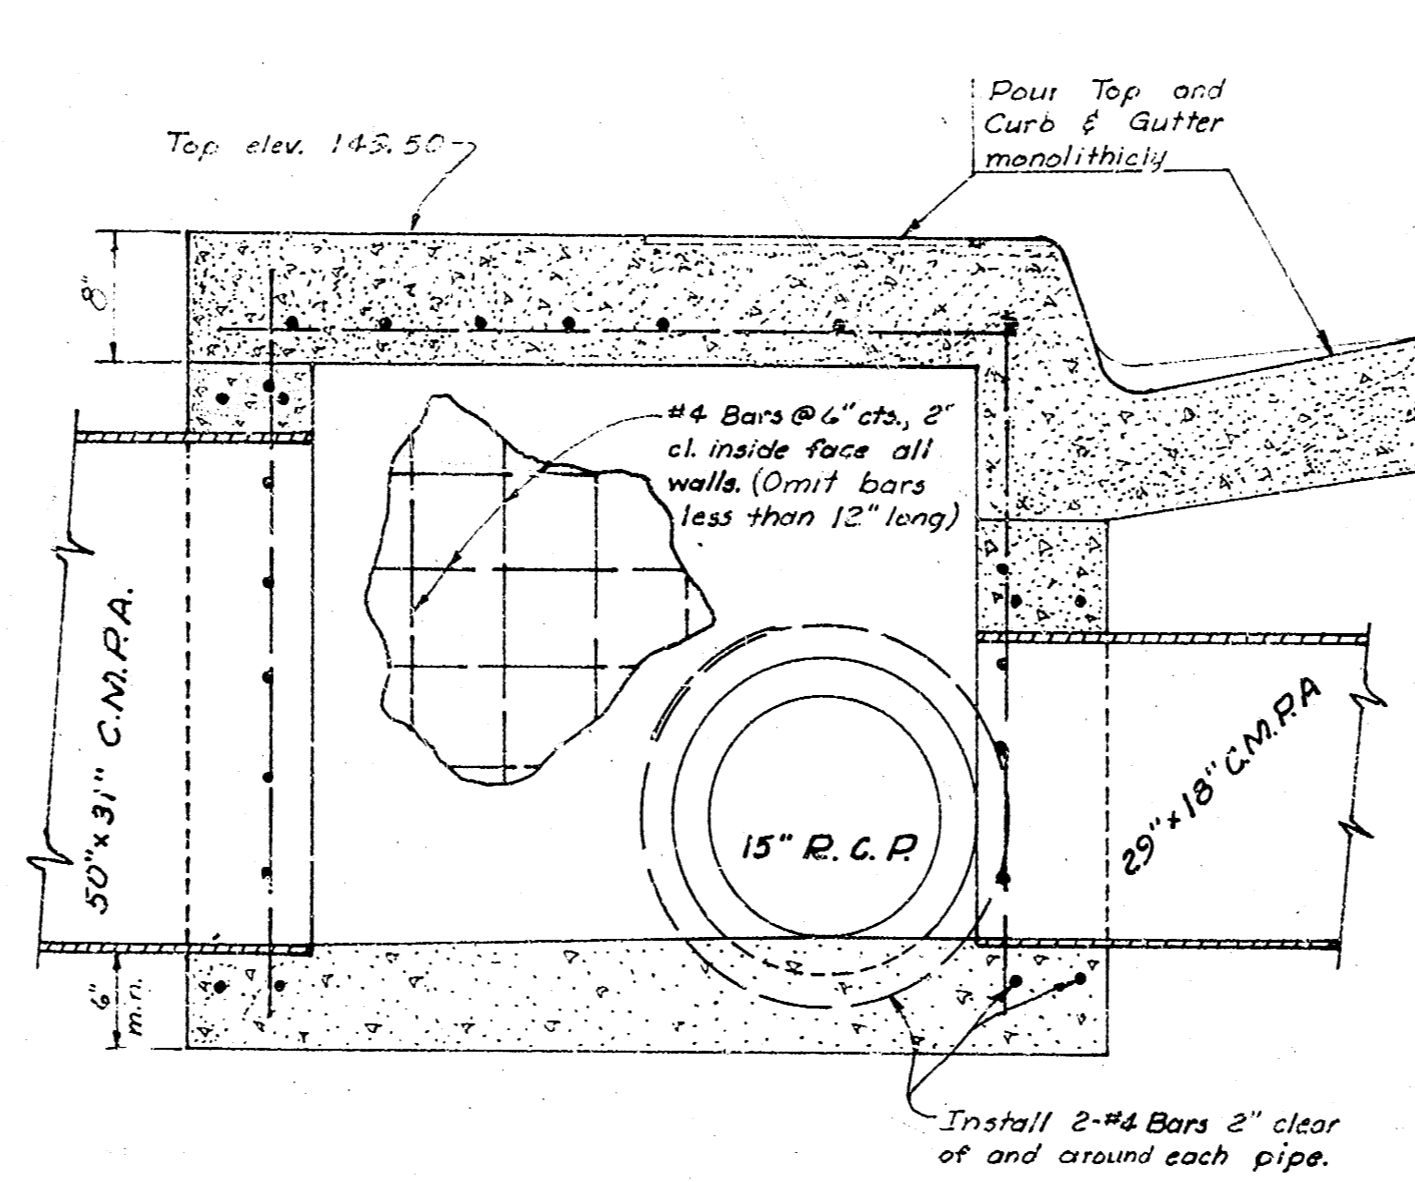 Pour Top and
Curb & Gutter
monolithicly
Top elev. 143.50
8"
#4 Bars @ 6" cts., 2"
cl. inside face all
walls. (Omit bars
less than 12" long)
50" x 31" C.M.P.A.
29" x 18" C.M.P.A
15" R. C. P.
6"
min.
Install 2-#4 Bars 2" clear
of and around each pipe.